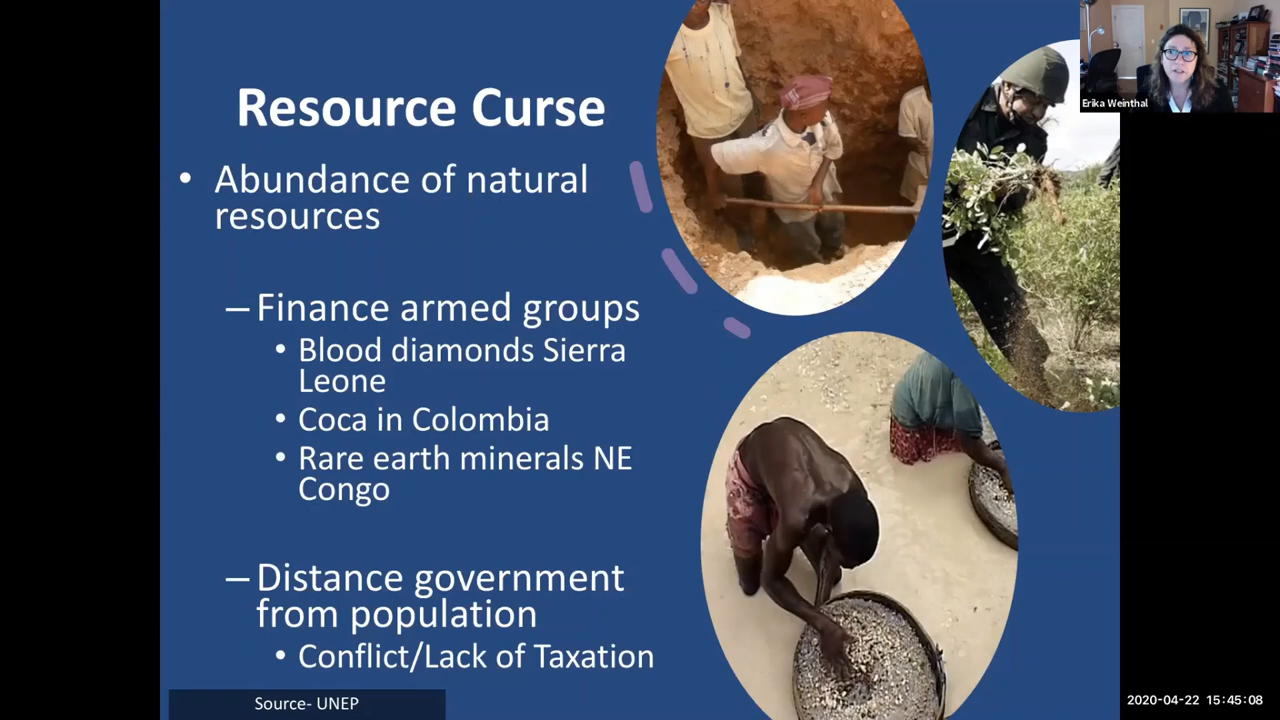 Resource Curse
• Abundance of natural
resources
– Finance armed groups
• Blood diamonds Sierra
Leone
• Coca in Colombia
• Rare earth minerals NE
Congo
– Distance government
from population
• Conflict/Lack of Taxation
Source- UNEP
Erika Weinthal
2020-04-22 15:45:08